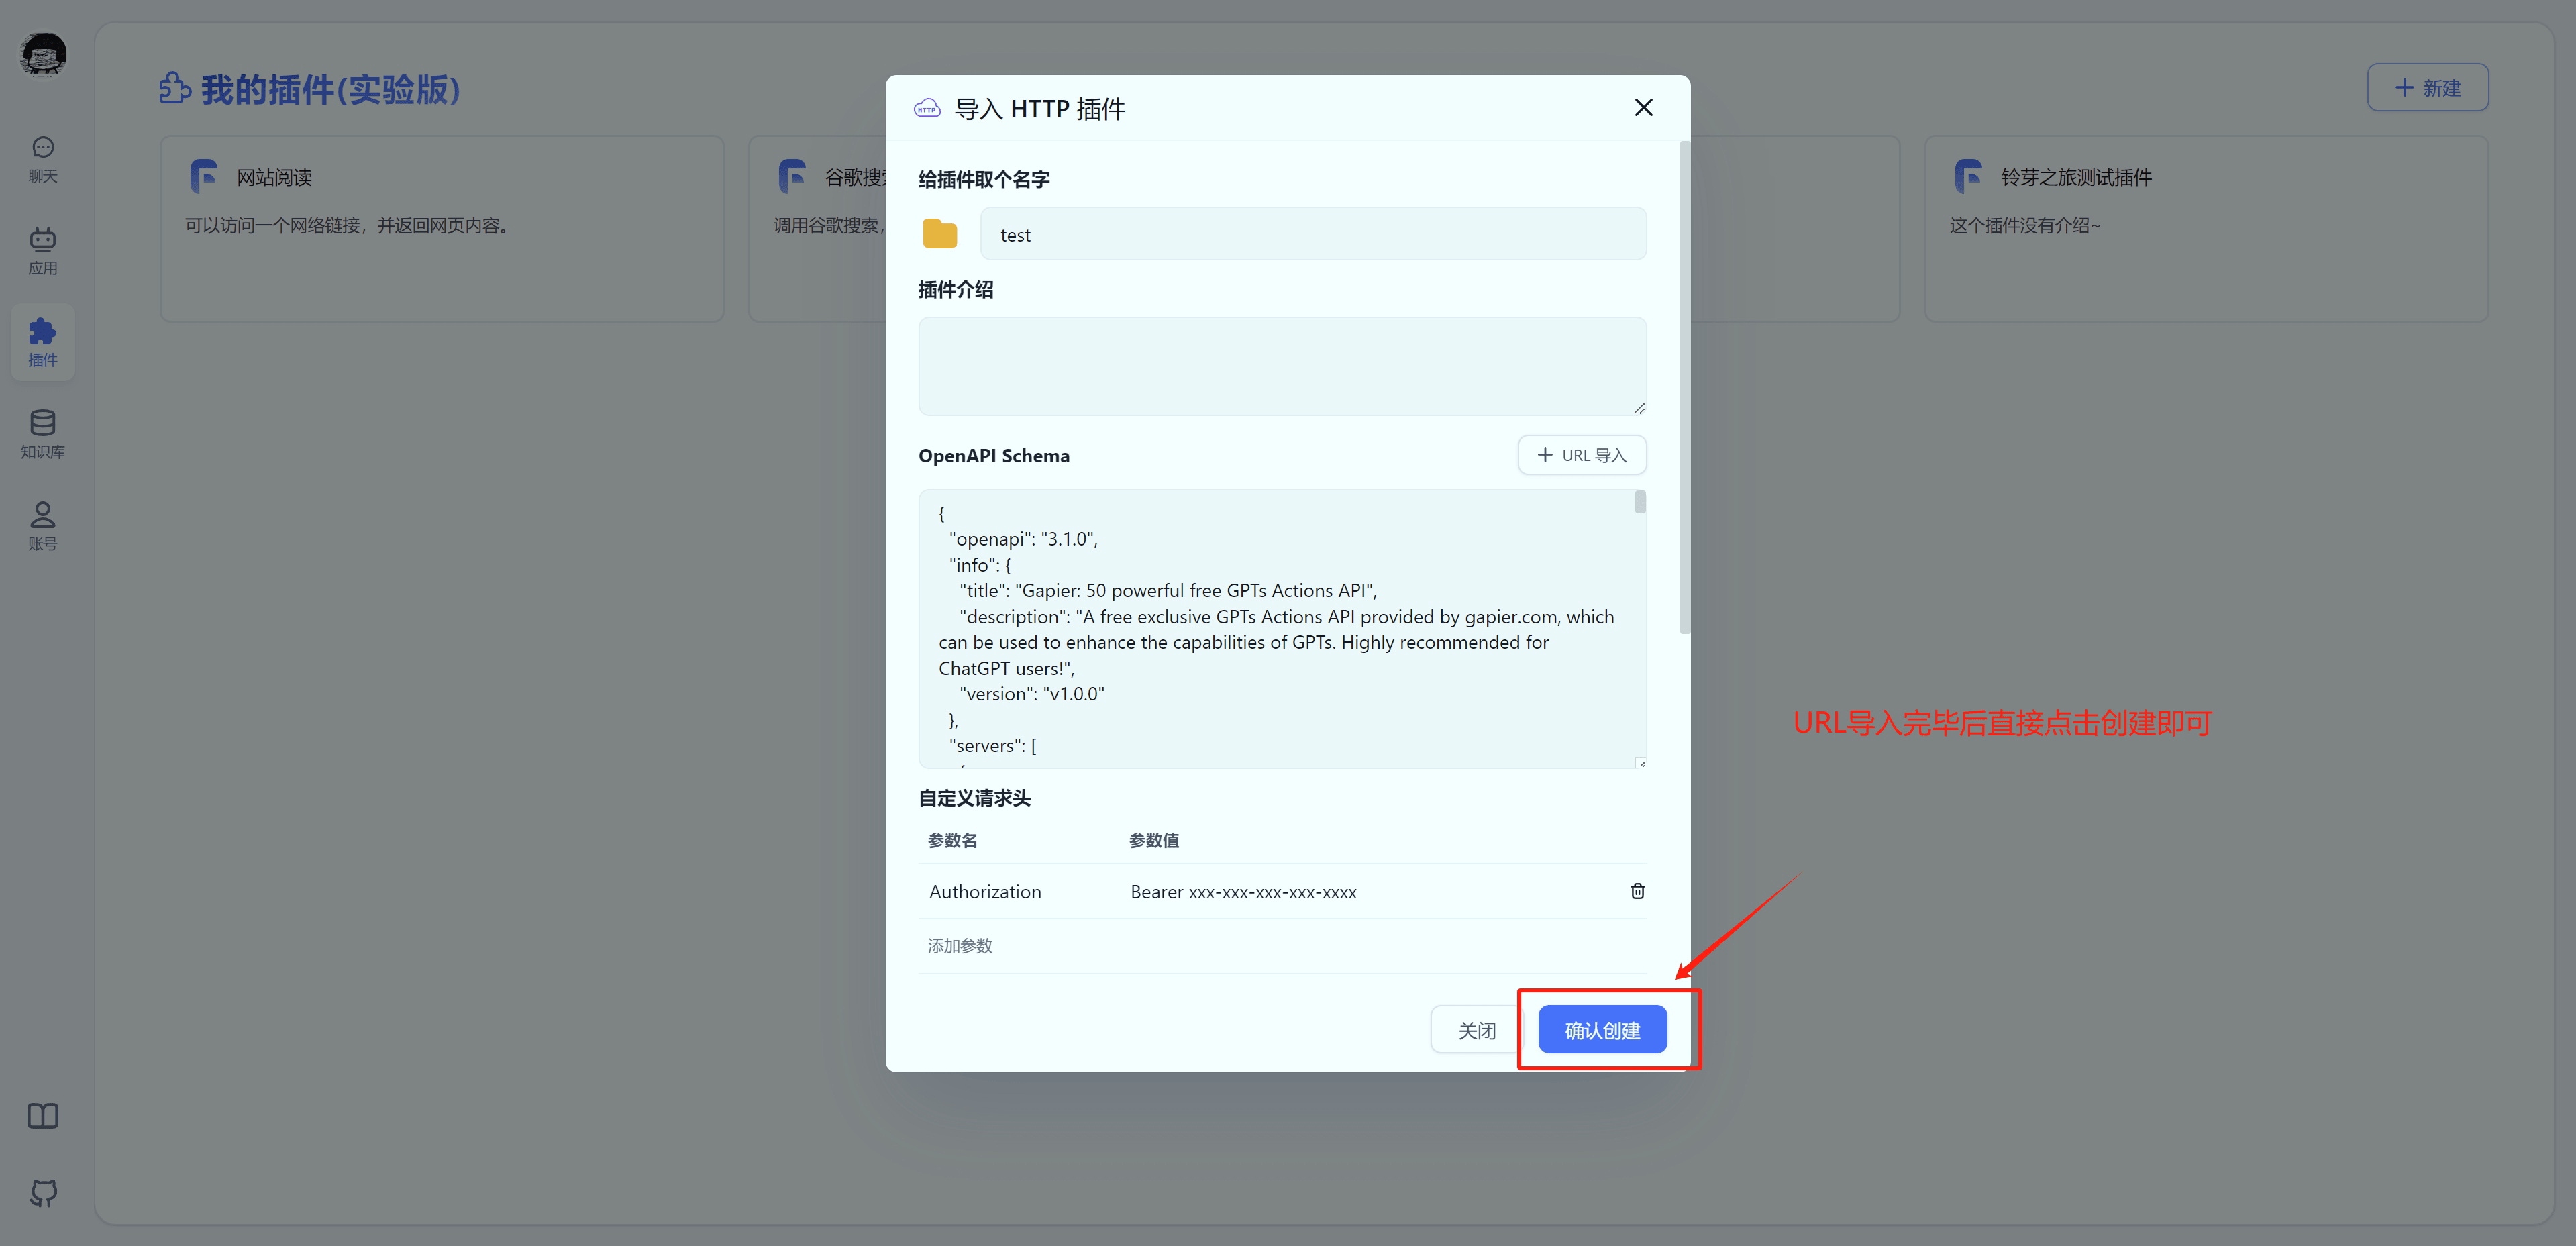 我的插件(实验版)
新建
聊天
应用
插件
知识库
账号
网站阅读
可以访问一个网络链接，并返回网页内容。
谷歌搜
调用谷歌搜索，
铃芽之旅测试插件
这个插件没有介绍~
HTTP
导入 HTTP 插件
给插件取个名字
test
插件介绍
OpenAPI Schema
URL 导入
{
"openapi": "3.1.0",
"info": {
"title": "Gapier: 50 powerful free GPTs Actions API",
"description": "A free exclusive GPTs Actions API provided by gapier.com, which
can be used to enhance the capabilities of GPTs. Highly recommended for
ChatGPT users!",
"version": "v1.0.0"
},
"servers": [
自定义请求头
参数名 参数值
Authorization Bearer xxx-xxx-xxx-xxx-xxxx
添加参数
关闭 确认创建
URL导入完毕后直接点击创建即可